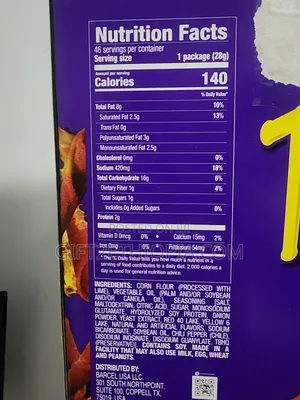 Nutrition Facts
46 servings per container
Serving size 1 package (28g)
Amount per serving
Calories 140
% Daily Value*
Total Fat 8g 10%
Saturated Fat 2.5g 13%
Trans Fat 0g
Polyunsaturated Fat 3g
Monounsaturated Fat 2.5g
Cholesterol 0mg 0%
Sodium 420mg 18%
Total Carbohydrate 16g 6%
Dietary Fiber 1g 4%
Total Sugars 1g
Includes 0g Added Sugars 0%
Protein 2g
Vitamin D 0mcg 0% • Calcium 15mg 2%
Iron 0mg 0% • Potassium 54mg
* The % Daily Value tells you how much a nutrient in a
serving of food contributes to a daily diet. 2,000 calories a
day is used for general nutrition advice.
INGREDIENTS: CORN FLOUR (PROCESSED WITH
LIME), VEGETABLE OIL (PALM AND/OR SOYBEAN
AND/OR CANOLA OIL), SEASONING (SALT,
MALTODEXTRIN, CITRIC ACID, SUGAR, MONOSODIUM
GLUTAMATE, HYDROLYZED SOY PROTEIN, ONION
POWDER, YEAST EXTRACT, RED 40 LAKE, YELLOW 6
LAKE, NATURAL AND ARTIFICIAL FLAVORS, SODIUM
BICARBONATE, SOYBEAN OIL, CHILI PEPPER (CHILE),
DISODIUM INOSINATE, DISODIUM GUANYLATE, TBHQ
(PRESERVATIVE)). CONTAINS SOY. MADE IN A
FACILITY THAT MAY ALSO USE MILK, EGG, WHEAT
AND PEANUTS.
DISTRIBUTED BY:
BARCEL USA LLC.
301 SOUTH NORTHPOINT,
SUITE 100, COPPELL TX,
75019, USA